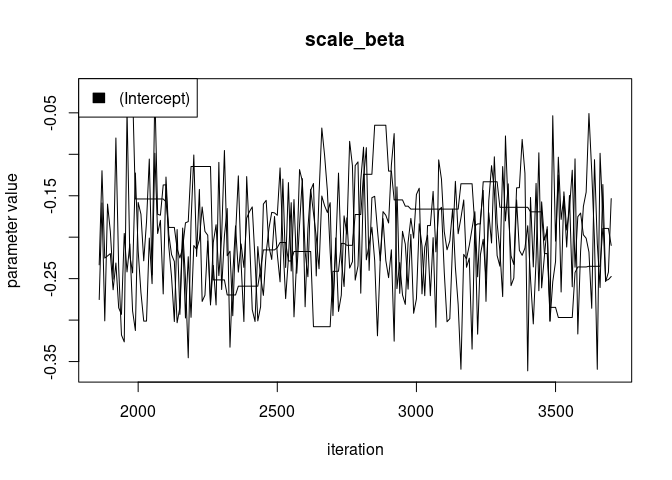 scale_beta
(Intercept)
parameter value
-0.05
-0.15
-0.25
-0.35
2000 2500 3000 3500
iteration